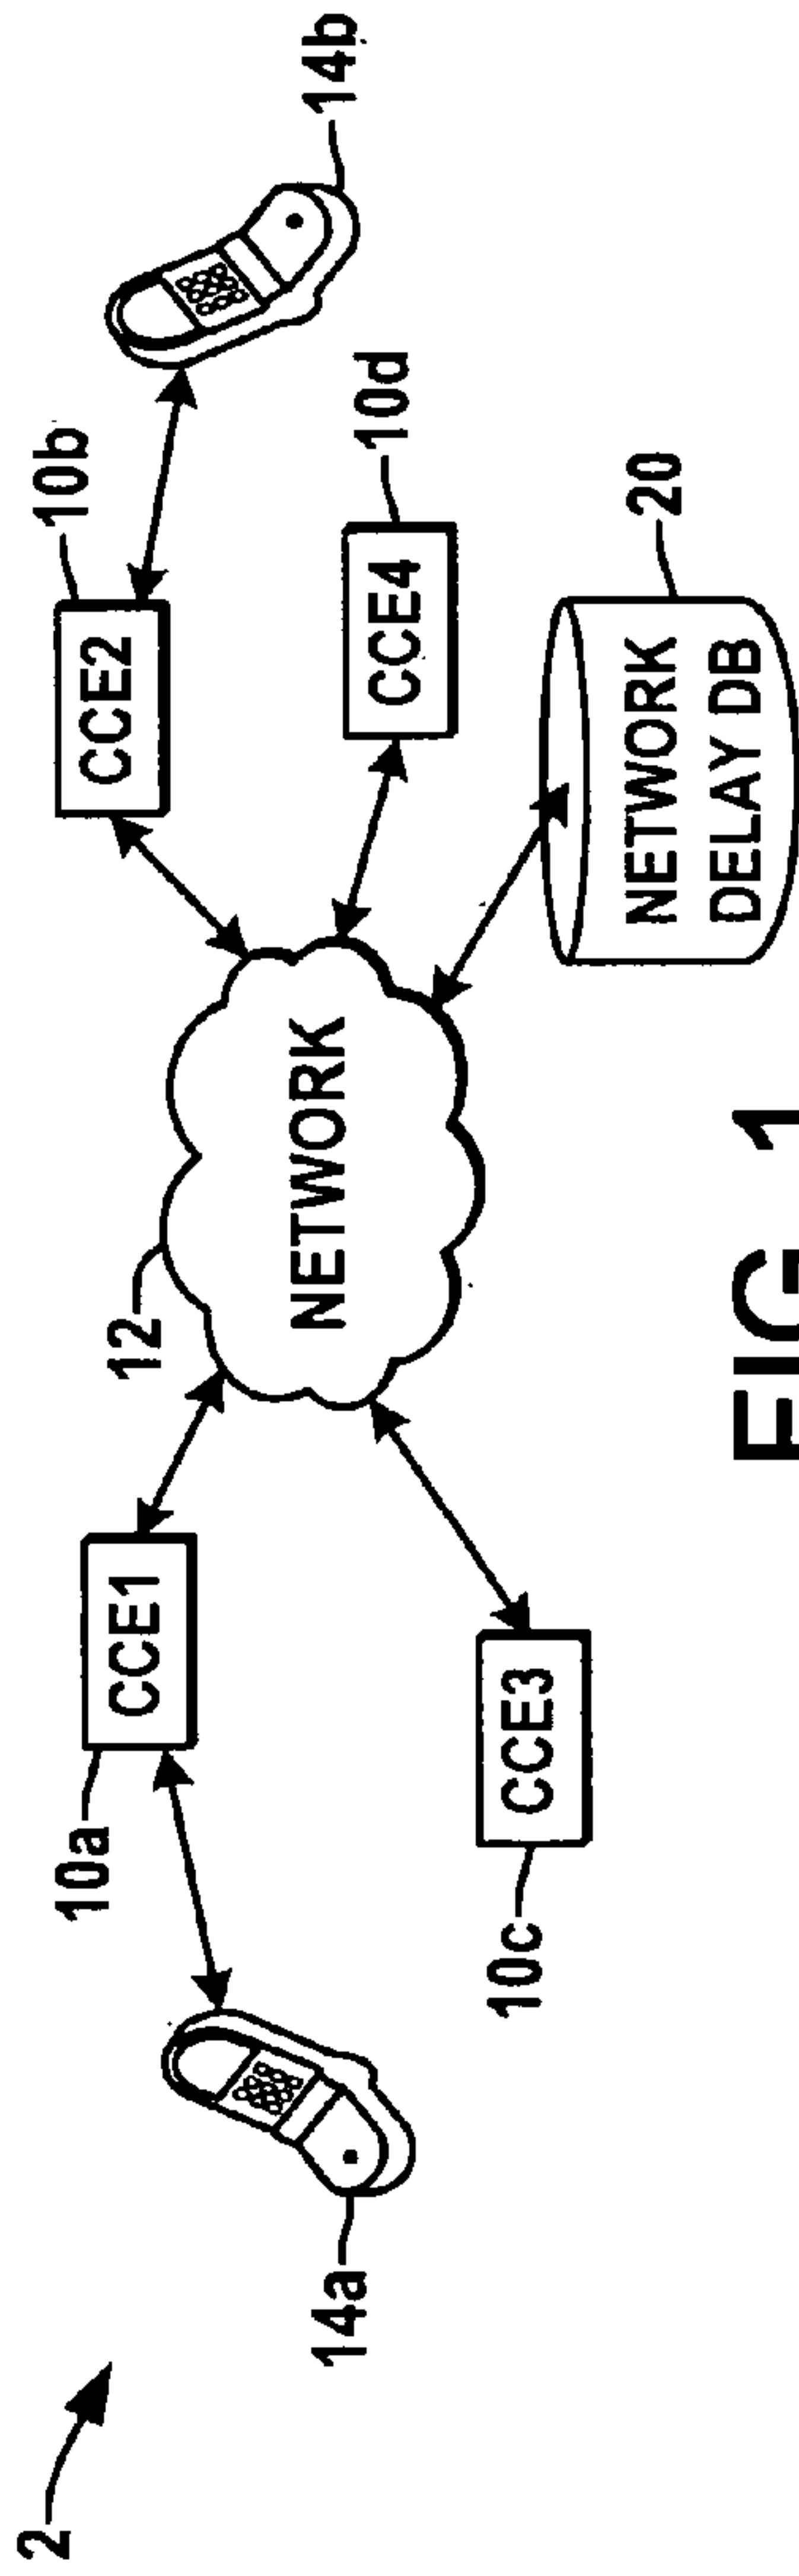 2
14a
10a
CCE1
12
NETWORK
CCE2
10b
14b
10c
CCE3
CCE4
10d
NETWORK
DELAY DB
20
FIG. 1